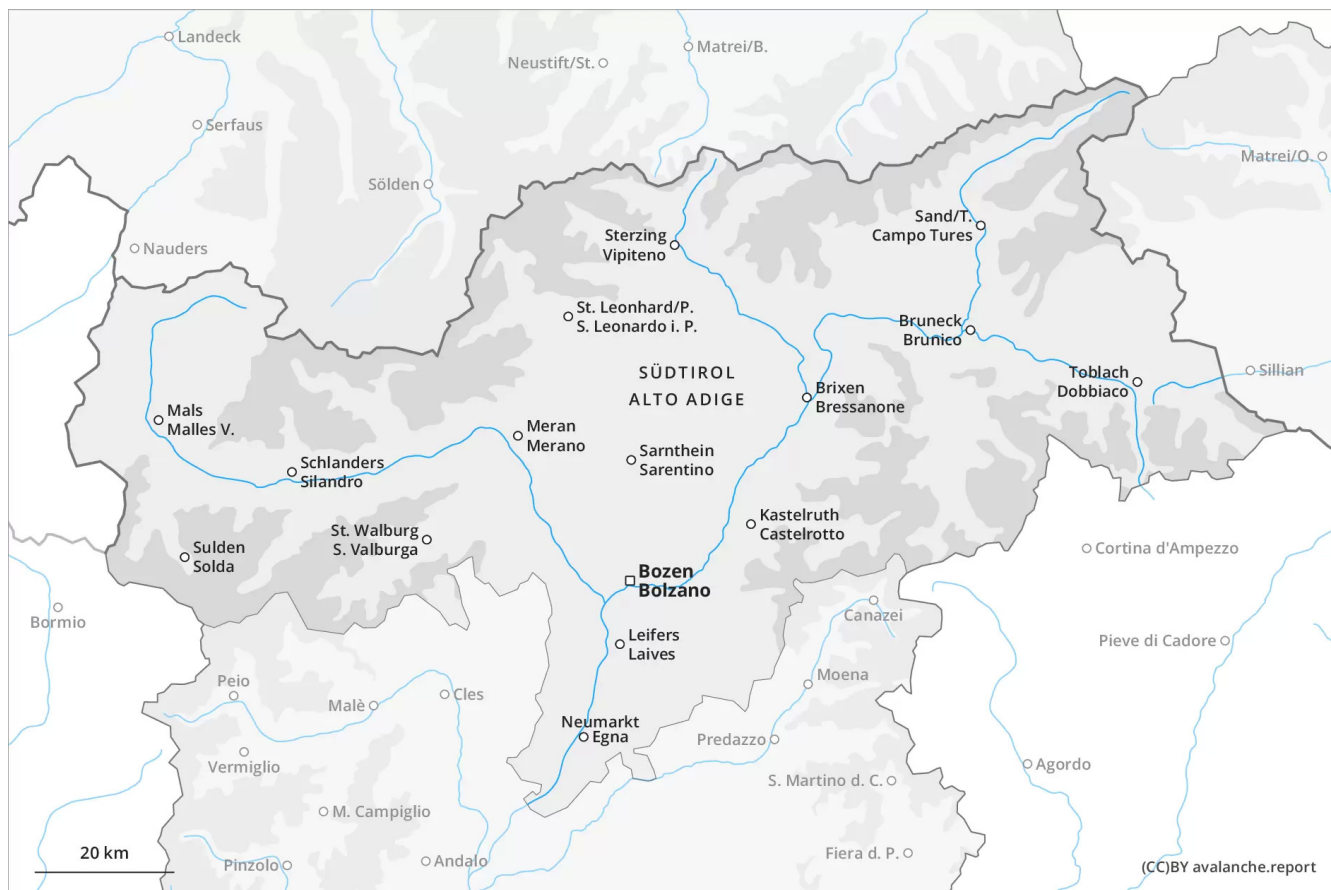 Landeck
Matrei/B.
Neustift/St.
Serfaus
Matrei/O.
Sölden
Sand/T.
Campo Tures
Sterzing
Vipiteno
Nauders
St. Leonhard/P.
S. Leonardo i. P.
Bruneck
Brunico
SÜDTIROL
ALTO ADIGE
Toblach
Dobbiaco
Sillian
Brixen
Bressanone
Mals
Malles V.
Meran
Merano
Sarnthein
Sarentino
Schlanders
Silandro
Kastelruth
Castelrotto
St. Walburg
S. Valburga
Sulden
Solda
Cortina d'Ampezzo
Bozen
Bolzano
Bormio
Canazei
Leifers
Laives
Pieve di Cadore
Peio
Moena
Malè
Cles
Neumarkt
Egna
Predazzo
Vermiglio
Agordo
S. Martino d. C.
M. Campiglio
20 km
Pinzolo
Andalo
Fiera d. P.
(CC)BY avalanche.report